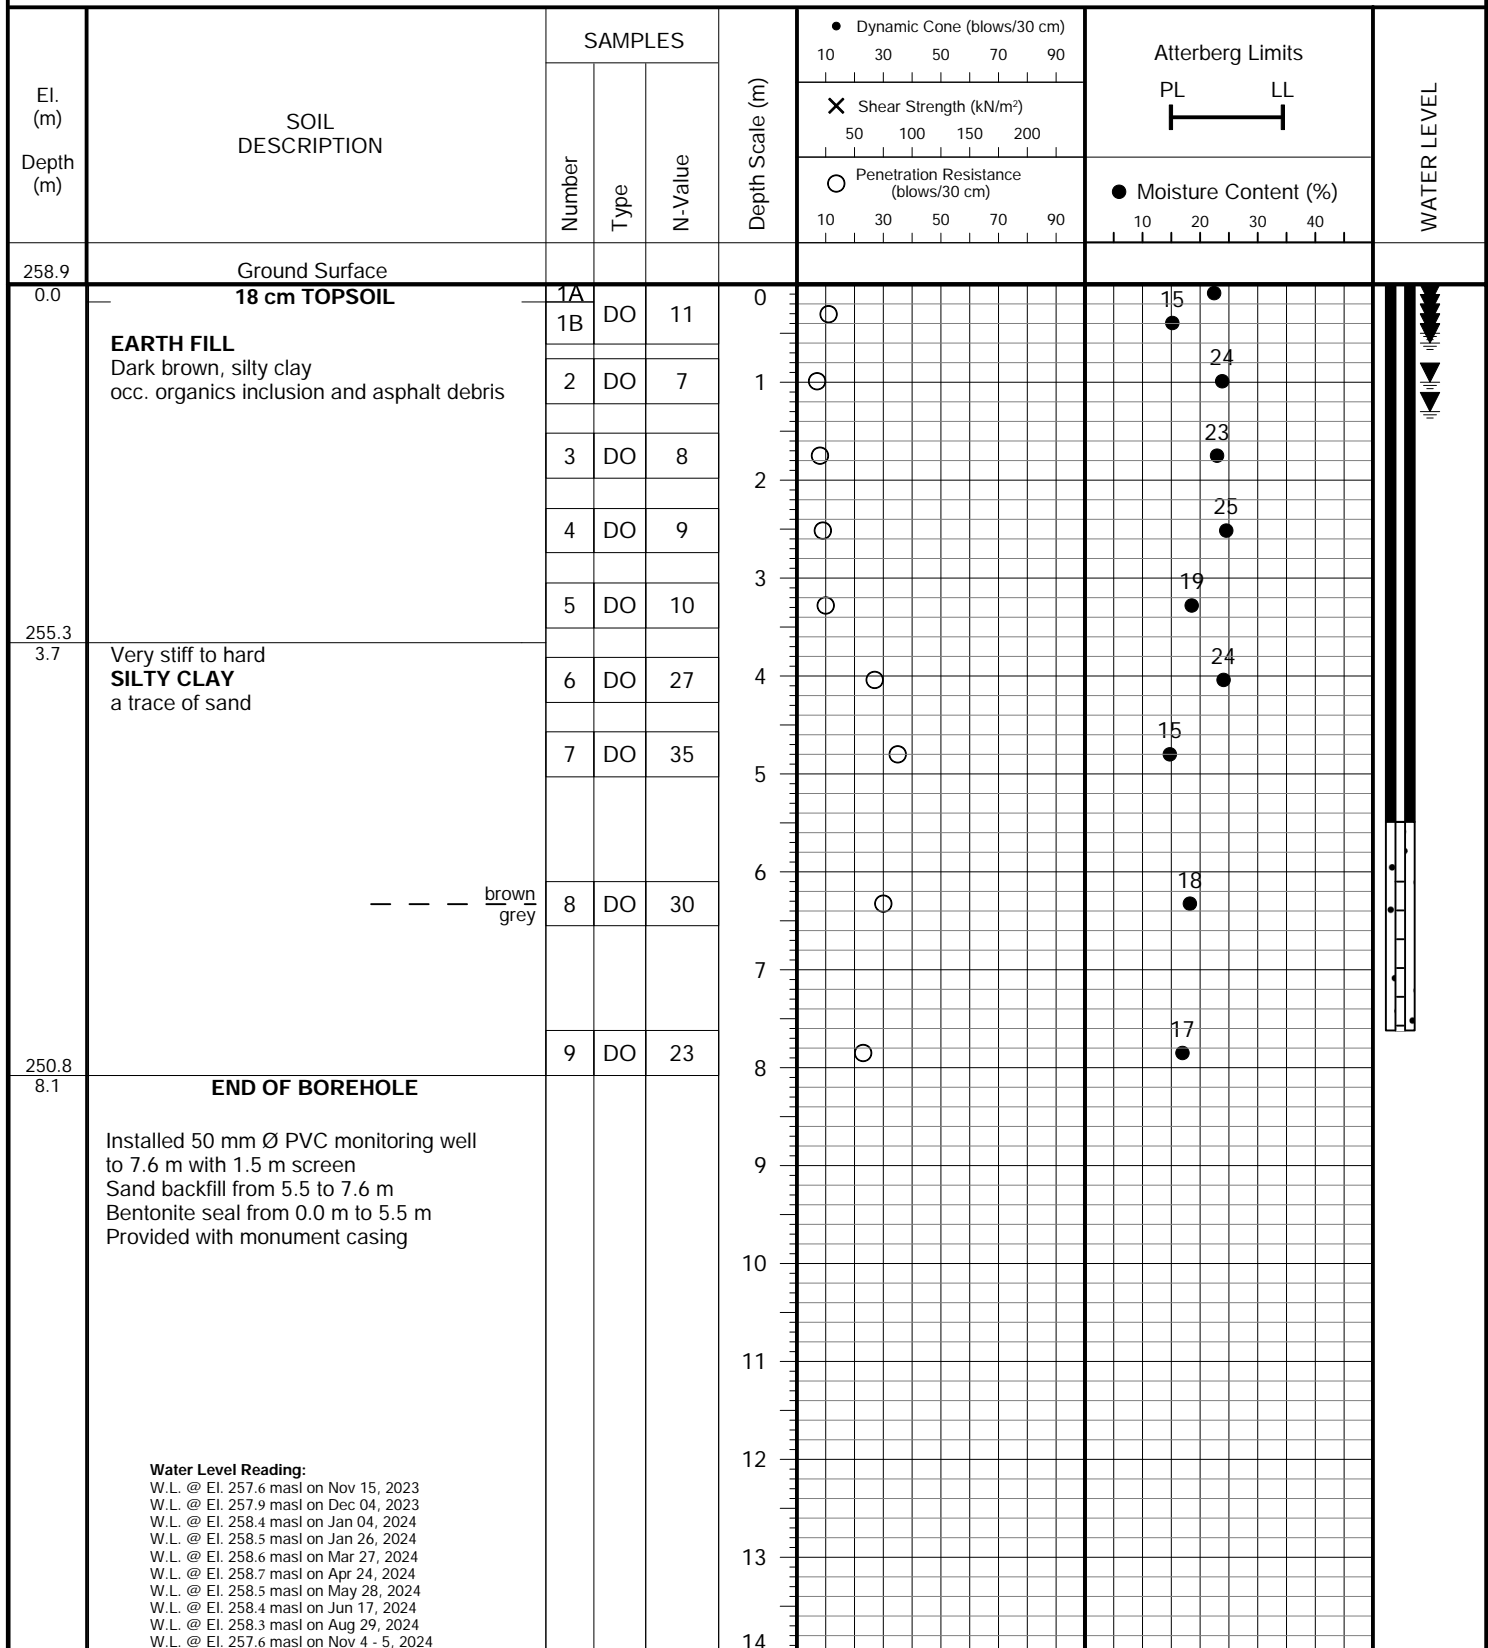 El.
(m)
Depth
(m)
SOIL
DESCRIPTION
SAMPLES
Number
Type
N-Value
Depth Scale (m)
Dynamic Cone (blows/30 cm)
10 30 50 70 90
Shear Strength (kN/m²)
50 100 150 200
Penetration Resistance
(blows/30 cm)
10 30 50 70 90
Atterberg Limits
PL LL
Moisture Content (%)
10 20 30 40
WATER LEVEL
258.9 Ground Surface
0.0 18 cm TOPSOIL 1A
1B DO 11 0 15
EARTH FILL
Dark brown, silty clay
occ. organics inclusion and asphalt debris
2 DO 7 1 24
3 DO 8 23
2
4 DO 9 25
3
5 DO 10 19
255.3
3.7 Very stiff to hard
SILTY CLAY
a trace of sand
6 DO 27 4 24
7 DO 35 15
5
6
brown
grey
8 DO 30 18
7
9 DO 23 17
250.8 8
8.1 END OF BOREHOLE
Installed 50 mm Ø PVC monitoring well
to 7.6 m with 1.5 m screen
Sand backfill from 5.5 to 7.6 m
Bentonite seal from 0.0 m to 5.5 m
Provided with monument casing
9
10
11
12
13
14
Water Level Reading:
W.L. @ El. 257.6 masl on Nov 15, 2023
W.L. @ El. 257.9 masl on Dec 04, 2023
W.L. @ El. 258.4 masl on Jan 04, 2024
W.L. @ El. 258.5 masl on Jan 26, 2024
W.L. @ El. 258.6 masl on Mar 27, 2024
W.L. @ El. 258.7 masl on Apr 24, 2024
W.L. @ El. 258.5 masl on May 28, 2024
W.L. @ El. 258.4 masl on Jun 17, 2024
W.L. @ El. 258.3 masl on Aug 29, 2024
W.L. @ El. 257.6 masl on Nov 4 - 5, 2024